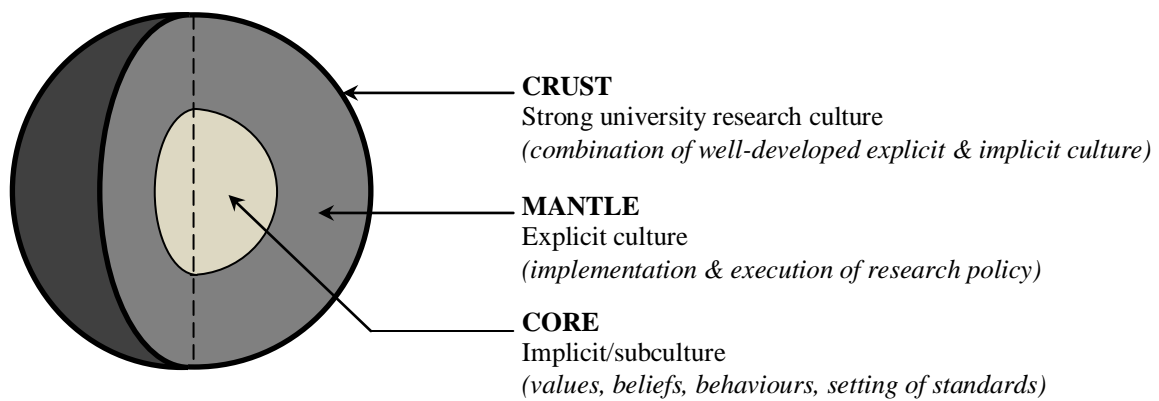 CRUST
Strong university research culture
(combination of well-developed explicit & implicit culture)
MANTLE
Explicit culture
(implementation & execution of research policy)
CORE
Implicit/subculture
(values, beliefs, behaviours, setting of standards)